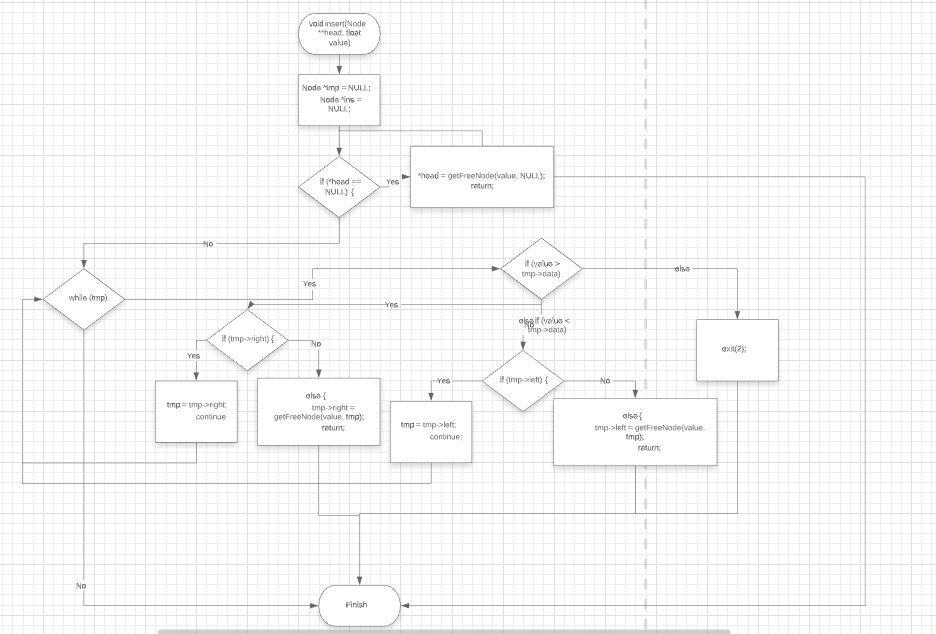 void insert(Node
**head, float
value)
Node *tmp = NULL;
Node *ins =
NULL;
if (*head ==
NULL) {
Yes
*head = getFreeNode(value, NULL);
return;
No
while (tmp)
Yes
if (value >
tmp->data)
else
Yes
else if (value <
tmp->data)
No
exit(2);
if (tmp->right) {
Yes
No
if (tmp->left) {
Yes
No
tmp = tmp->right;
continue
else {
tmp->right =
getFreeNode(value, tmp);
return;
tmp = tmp->left;
continue;
else {
tmp->left = getFreeNode(value,
tmp);
return;
No
Finish